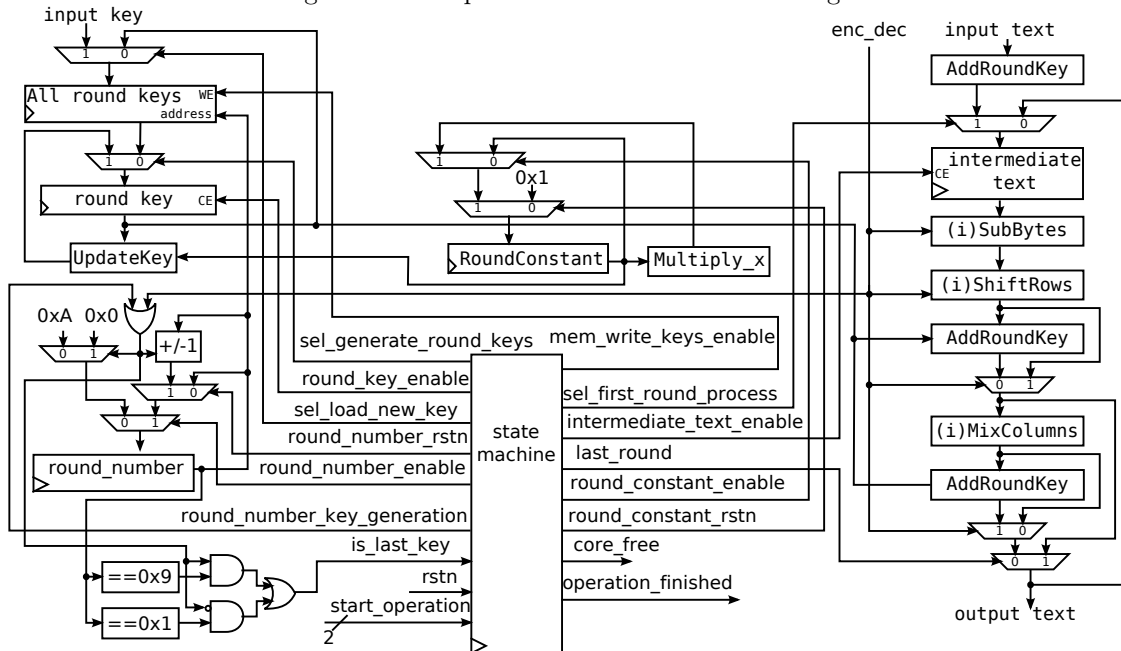 input key
1 0
All round keys WE
address
1 0
round key CE
UpdateKey
0xA 0x0
0 1
+/-1
1 0
0 1
round_number
==0x9
==0x1
1 0
0x1
1 0
RoundConstant
Multiply_x
sel_generate_round_keys
round_key_enable
sel_load_new_key
round_number_rstn
round_number_enable
round_number_key_generation
is_last_key
rstn
start_operation
2
state
machine
mem_write_keys_enable
sel_first_round_process
intermediate_text_enable
last_round
round_constant_enable
round_constant_rstn
core_free
operation_finished
enc_dec
input text
AddRoundKey
1 0
intermediate
CE
text
(i)SubBytes
(i)ShiftRows
AddRoundKey
0 1
(i)MixColumns
AddRoundKey
1 0
0 1
output text